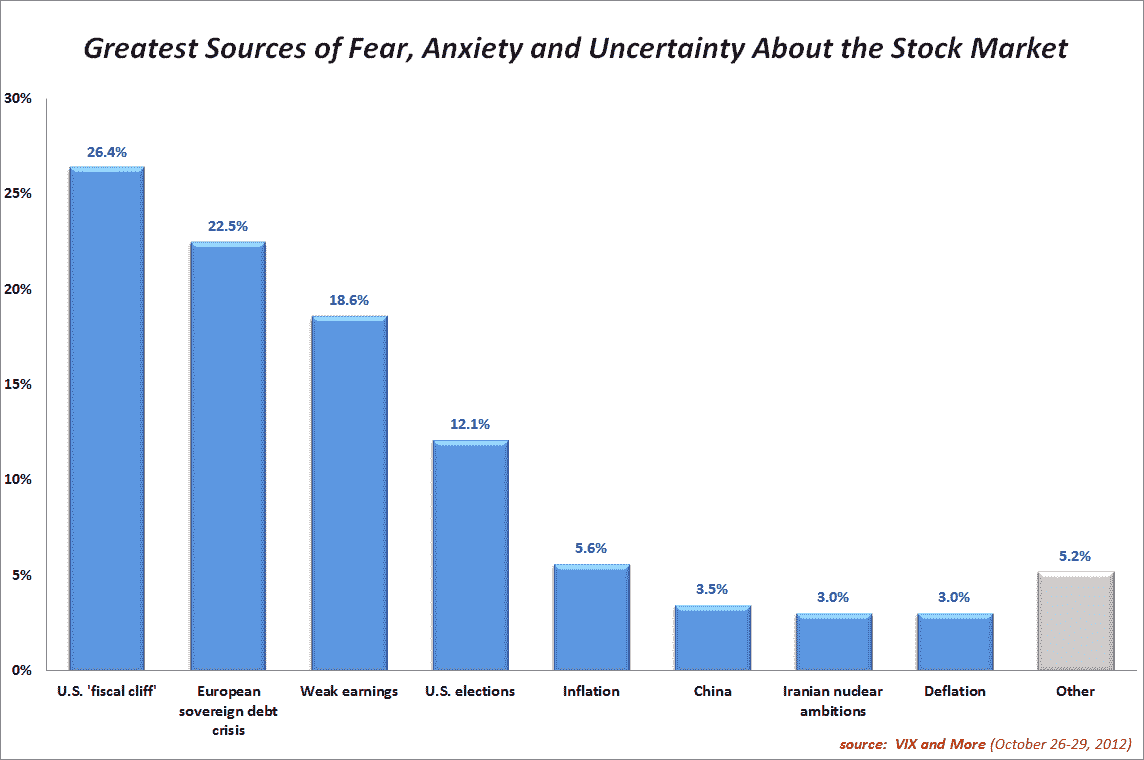 Greatest Sources of Fear, Anxiety and Uncertainty About the Stock Market
30%
25%
20%
15%
10%
5%
0%
26.4%
22.5%
18.6%
12.1%
5.6%
3.5%
3.0%
3.0%
5.2%
U.S. 'fiscal cliff'
European
sovereign debt
crisis
Weak earnings
U.S. elections
Inflation
China
Iranian nuclear
ambitions
Deflation
Other
source: VIX and More (October 26-29, 2012)